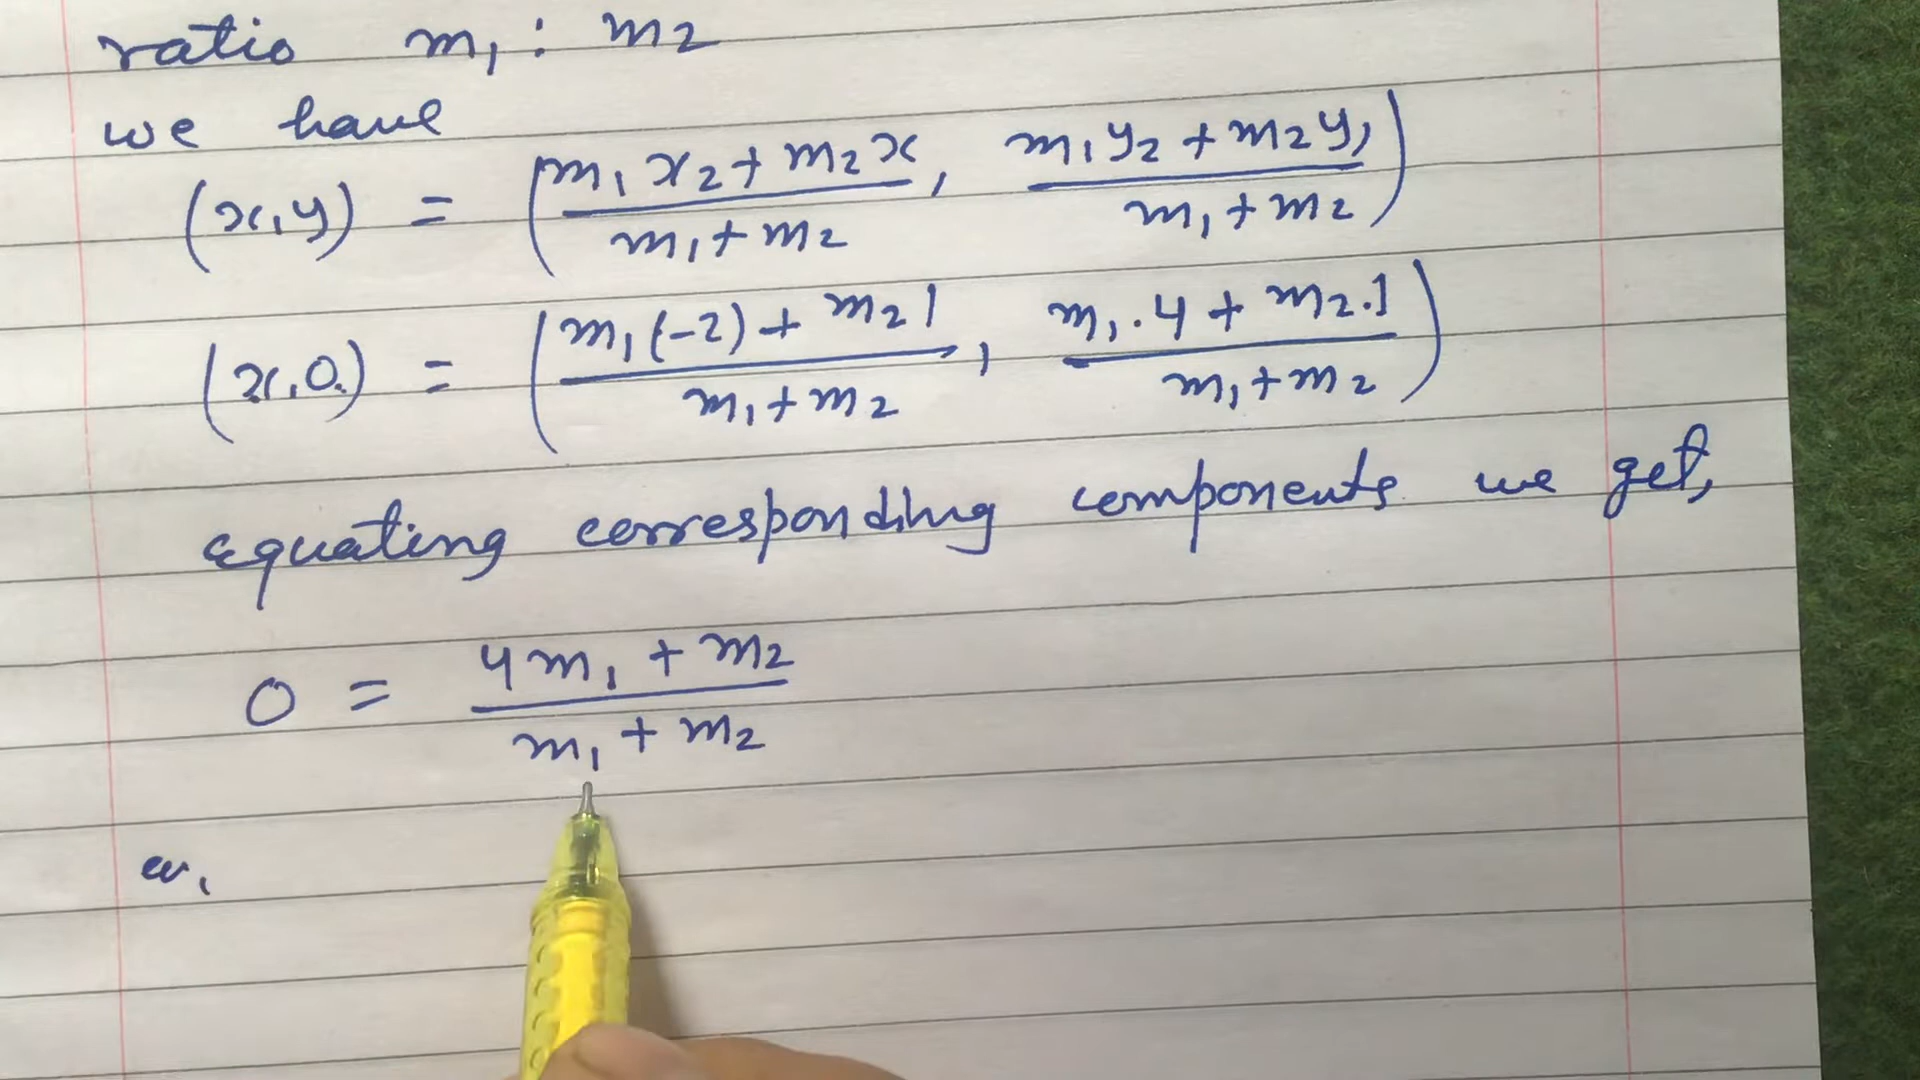 ratio m₁ : m₂
we have
(x,y) = (m₁x₂+m₂x / m₁+m₂, m₁y₂+m₂y₁ / m₁+m₂)
(x,0) = (m₁(-2)+m₂1 / m₁+m₂, m₁.4+m₂.1 / m₁+m₂)
equating corresponding components we get,
0 = 4m₁+m₂ / m₁+m₂